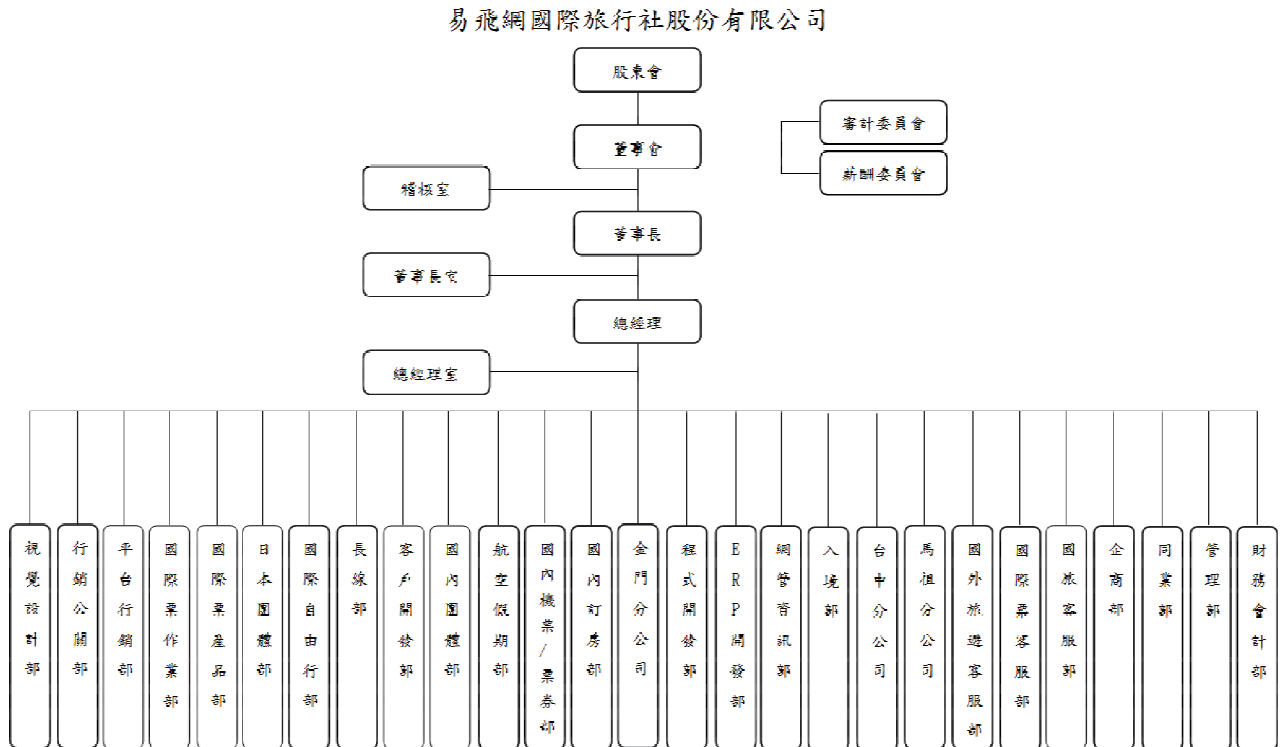 易飛網國際旅行社股份有限公司
股東會
審計委員會
董事會
薪酬委員會
稽核室
董事長
董事長室
總經理
總經理室
視覺設計部
行銷公關部
平台行銷部
國際票作業部
國際票產品部
日本團體部
國際自由行部
長線部
客戶開發部
國內團體部
航空假期部
國內機票/票券部
國內訂房部
金門分公司
程式開發部
ERP開發部
網管資訊部
入境部
台中分公司
馬祖分公司
國外旅遊客服部
國際票客服部
國旅客服部
企商部
同業部
管理部
財務會計部